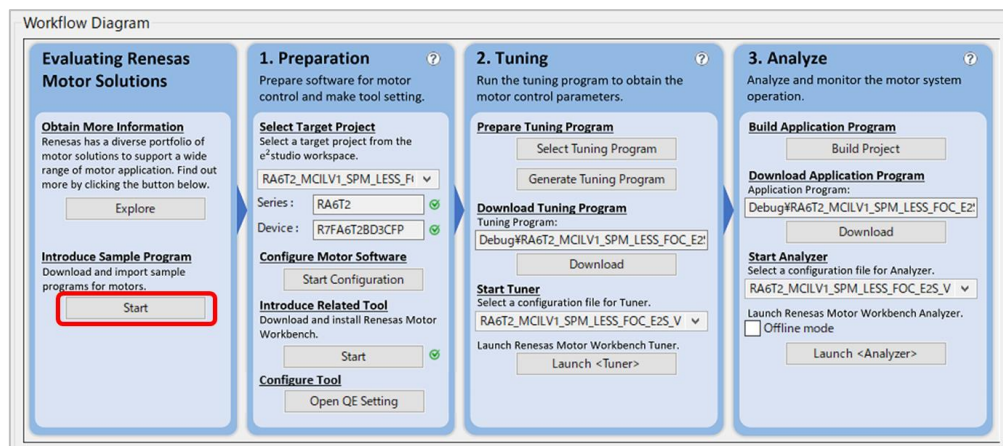 Workflow Diagram
Evaluating Renesas
Motor Solutions
Obtain More Information
Renesas has a diverse portfolio of
motor solutions to support a wide
range of motor application. Find out
more by clicking the button below.
Explore
Introduce Sample Program
Download and import sample
programs for motors.
Start
1. Preparation ?
Prepare software for motor
control and make tool setting.
Select Target Project
Select a target project from the
e²studio workspace.
RA6T2_MCILV1_SPM_LESS_F
Series : RA6T2
Device : R7FA6T2BD3CFP
Configure Motor Software
Start Configuration
Introduce Related Tool
Download and install Renesas Motor
Workbench.
Start
Configure Tool
Open QE Setting
2. Tuning ?
Run the tuning program to obtain the
motor control parameters.
Prepare Tuning Program
Select Tuning Program
Generate Tuning Program
Download Tuning Program
Tuning Program:
Debug¥RA6T2_MCILV1_SPM_LESS_FOC_E2
Download
Start Tuner
Select a configuration file for Tuner.
RA6T2_MCILV1_SPM_LESS_FOC_E2S_V
Launch Renesas Motor Workbench Tuner.
Launch <Tuner>
3. Analyze ?
Analyze and monitor the motor system
operation.
Build Application Program
Build Project
Download Application Program
Application Program:
Debug¥RA6T2_MCILV1_SPM_LESS_FOC_E2
Download
Start Analyzer
Select a configuration file for Analyzer.
RA6T2_MCILV1_SPM_LESS_FOC_E2S_V
Launch Renesas Motor Workbench Analyzer.
Offline mode
Launch <Analyzer>